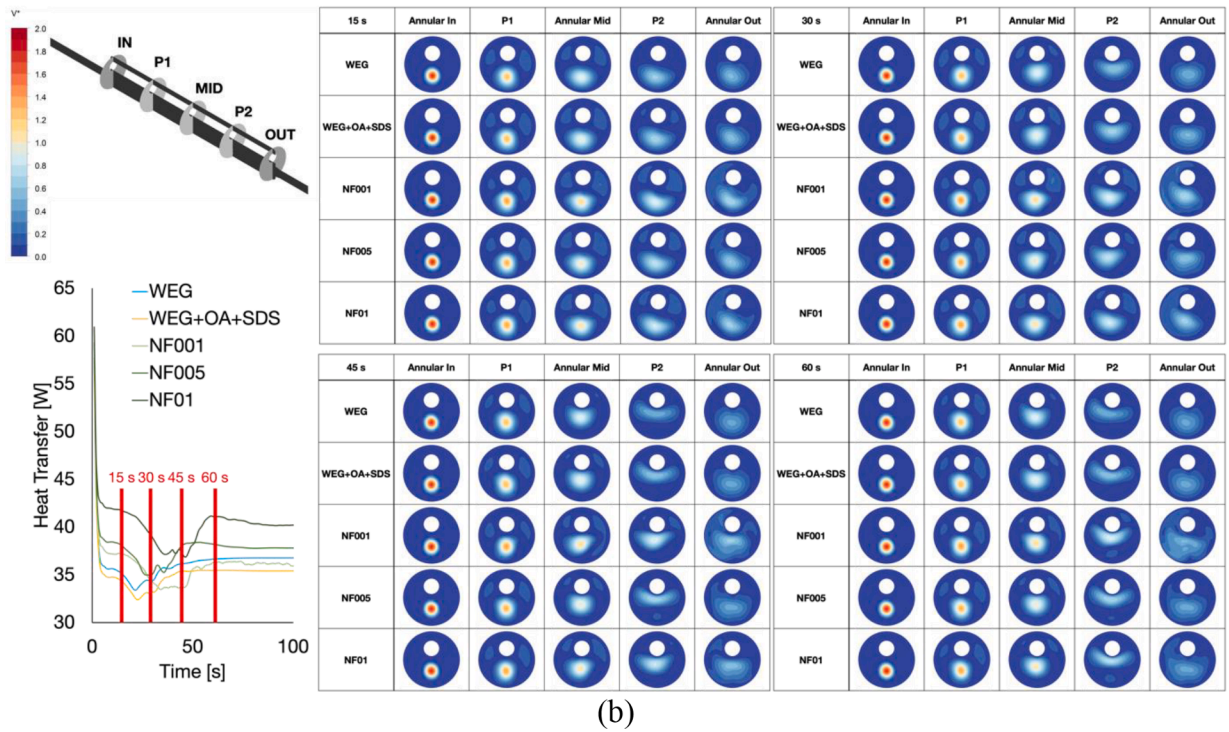 V*
2.0
1.8
1.6
1.4
1.2
1.0
0.8
0.6
0.4
0.2
0.0
IN
P1
MID
P2
OUT
65
60
55
50
45
40
35
30
Heat Transfer [W]
WEG
WEG+OA+SDS
NF001
NF005
NF01
15 s 30 s 45 s 60 s
0 50 100
Time [s]
15 s Annular In P1 Annular Mid P2 Annular Out
WEG
WEG+OA+SDS
NF001
NF005
NF01
30 s Annular In P1 Annular Mid P2 Annular Out
WEG
WEG+OA+SDS
NF001
NF005
NF01
45 s Annular In P1 Annular Mid P2 Annular Out
WEG
WEG+OA+SDS
NF001
NF005
NF01
60 s Annular In P1 Annular Mid P2 Annular Out
WEG
WEG+OA+SDS
NF001
NF005
NF01
(b)